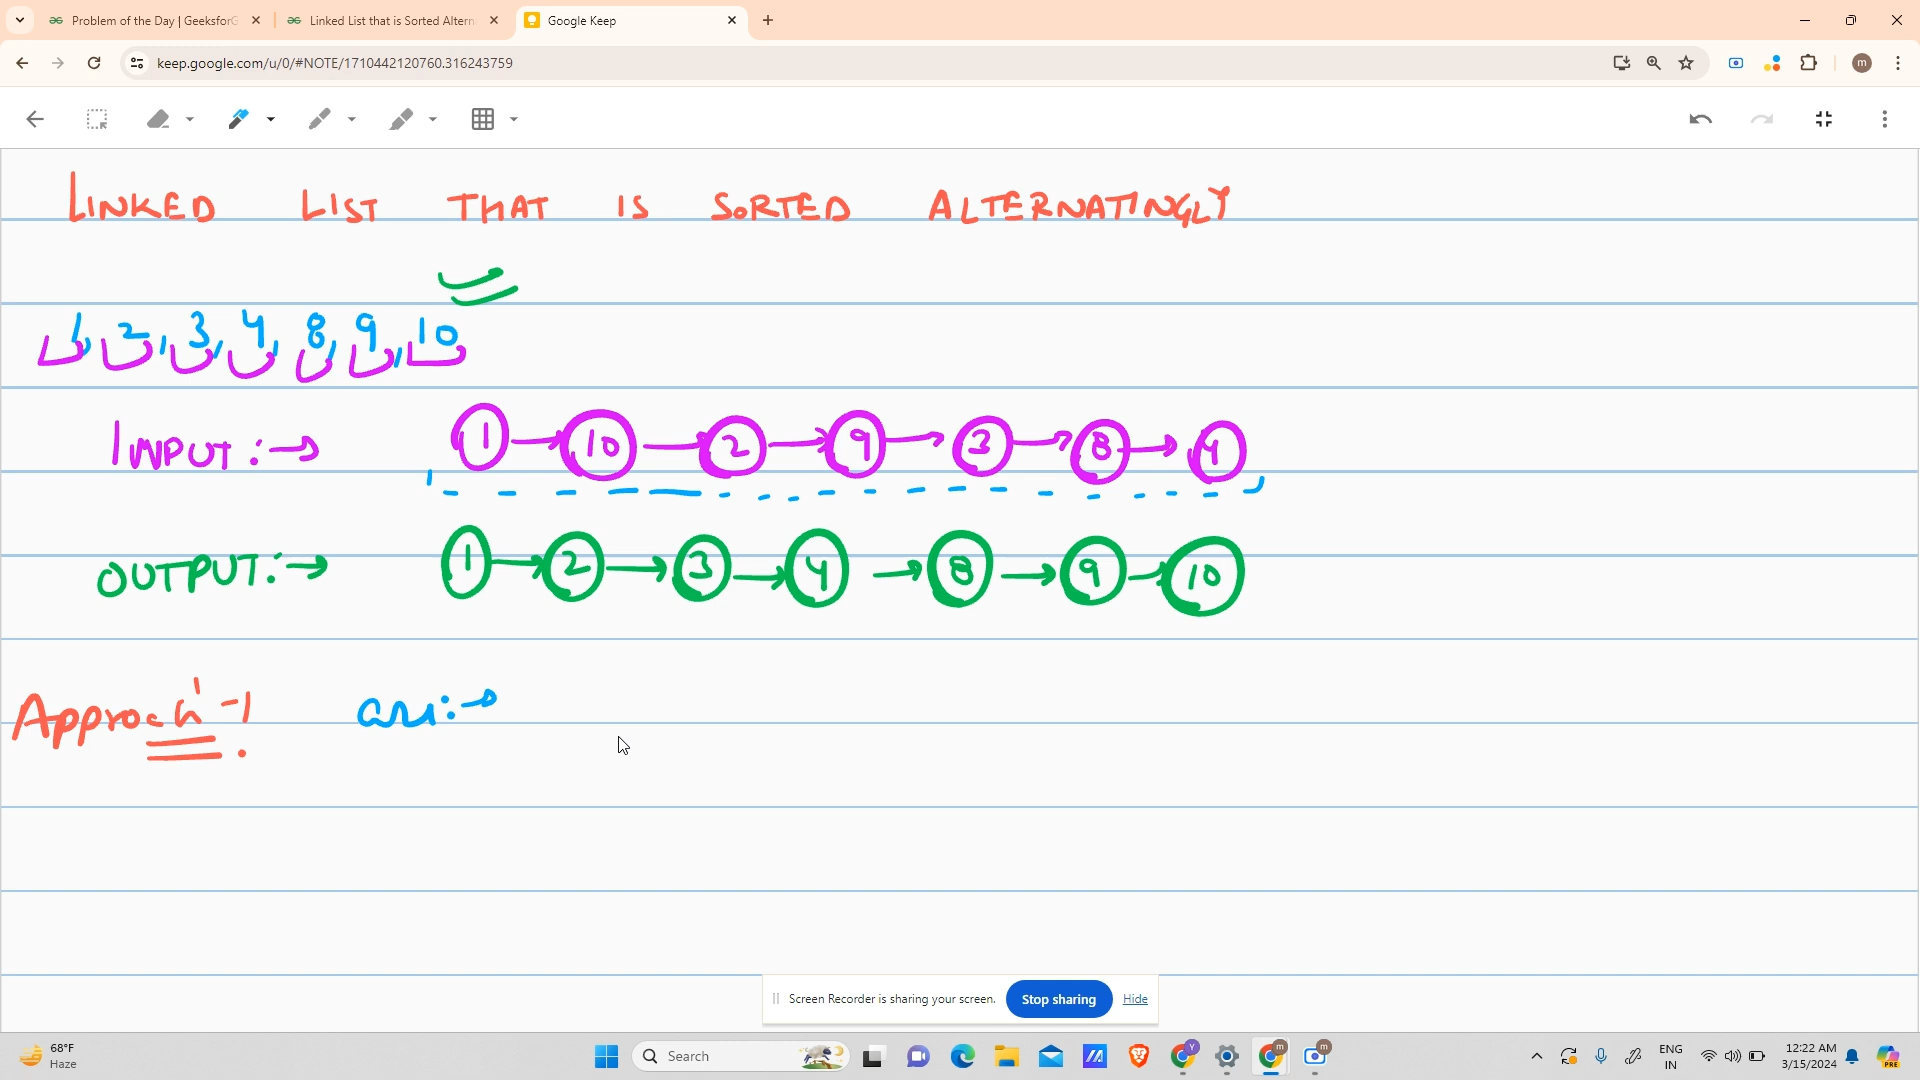 Problem of the Day | GeeksforG
Linked List that is Sorted Altern
Google Keep
keep.google.com/u/0/#NOTE/1710442120760.316243759
m
LINKED LIST THAT IS SORTED ALTERNATINGLY
1, 2, 3, 4, 8, 9, 10
INPUT:→ 1 → 10 → 2 → 9 → 3 → 8 → 4
OUTPUT:→ 1 → 2 → 3 → 4 → 8 → 9 → 10
Approach-1. arr:→
Screen Recorder is sharing your screen. Stop sharing Hide
68°F
Haze
Search
ENG
IN
12:22 AM
3/15/2024
PRE